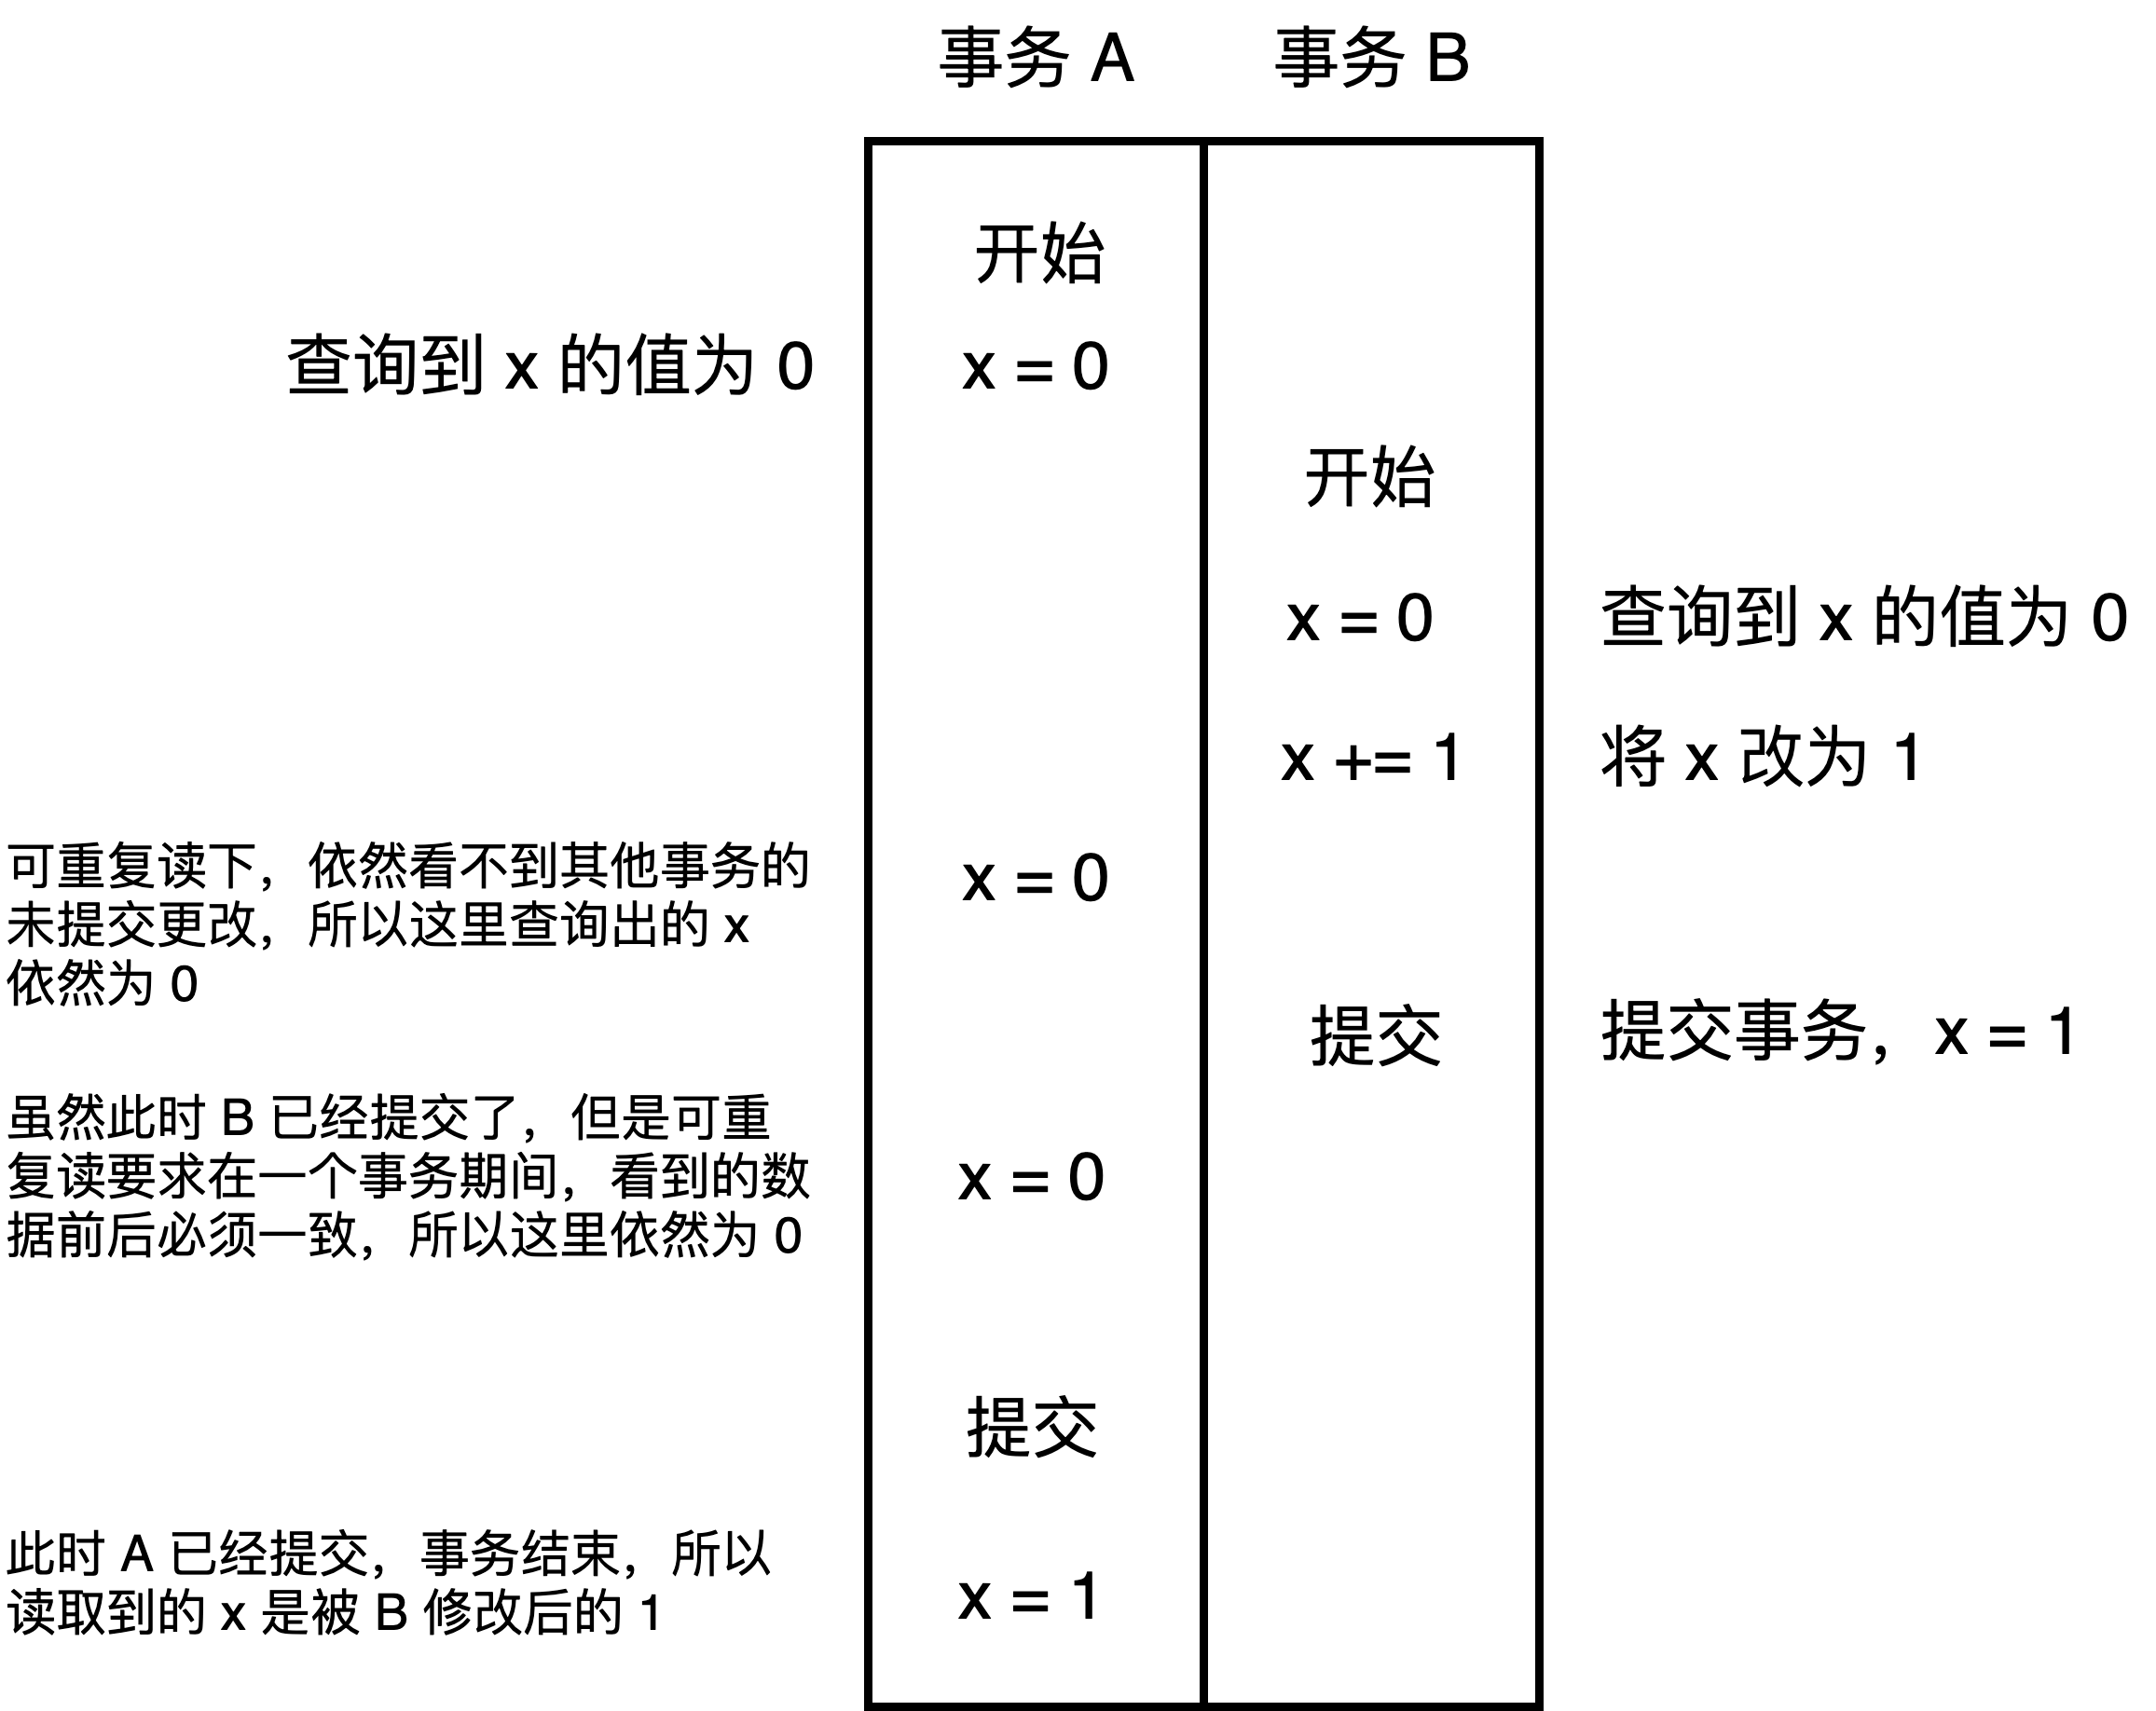 事务 A
事务 B
开始
查询到 x 的值为 0
x = 0
开始
x = 0
查询到 x 的值为 0
x += 1
将 x 改为 1
可重复读下，依然看不到其他事务的
未提交更改，所以这里查询出的 x
依然为 0
x = 0
提交
提交事务，x = 1
虽然此时 B 已经提交了，但是可重
复读要求在一个事务期间，看到的数
据前后必须一致，所以这里依然为 0
x = 0
提交
此时 A 已经提交，事务结束，所以
读取到的 x 是被 B 修改后的 1
x = 1